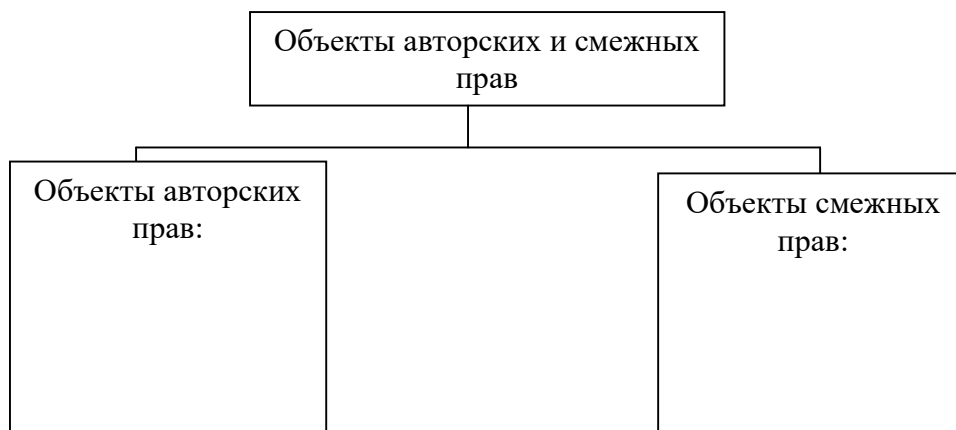 Объекты авторских и смежных
прав
Объекты авторских
прав:
Объекты смежных
прав: